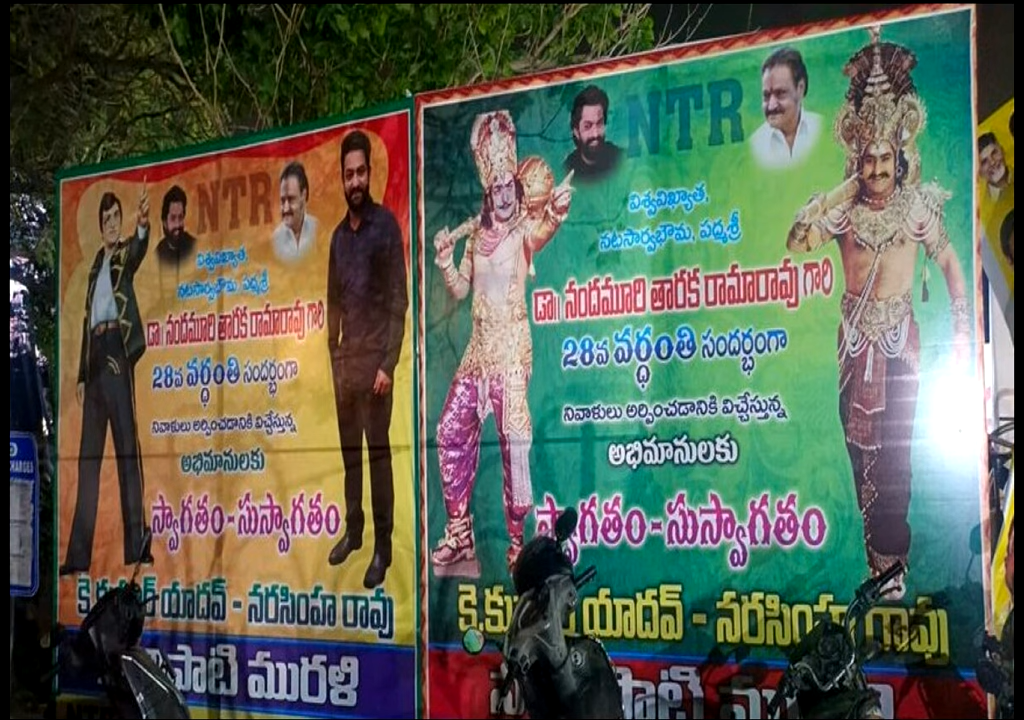 NTR
విశ్వవిఖ్యాత,
నటసార్వభౌమ, పద్మశ్రీ
డా॥ నందమూరి తారక రామారావు గారి
28వ వర్ధంతి సందర్భంగా
నివాళులు అర్పించడానికి విచ్చేస్తున్న
అభిమానులకు
స్వాగతం - సుస్వాగతం
యాదవ్ - నరసింహ రావు
మురళి
NTR
విశ్వవిఖ్యాత,
నటసార్వభౌమ, పద్మశ్రీ
డా॥ నందమూరి తారక రామారావు గారి
28వ వర్ధంతి సందర్భంగా
నివాళులు అర్పించడానికి విచ్చేస్తున్న
అభిమానులకు
స్వాగతం - సుస్వాగతం
యాదవ్ - నరసింహ రావు
CHARGES